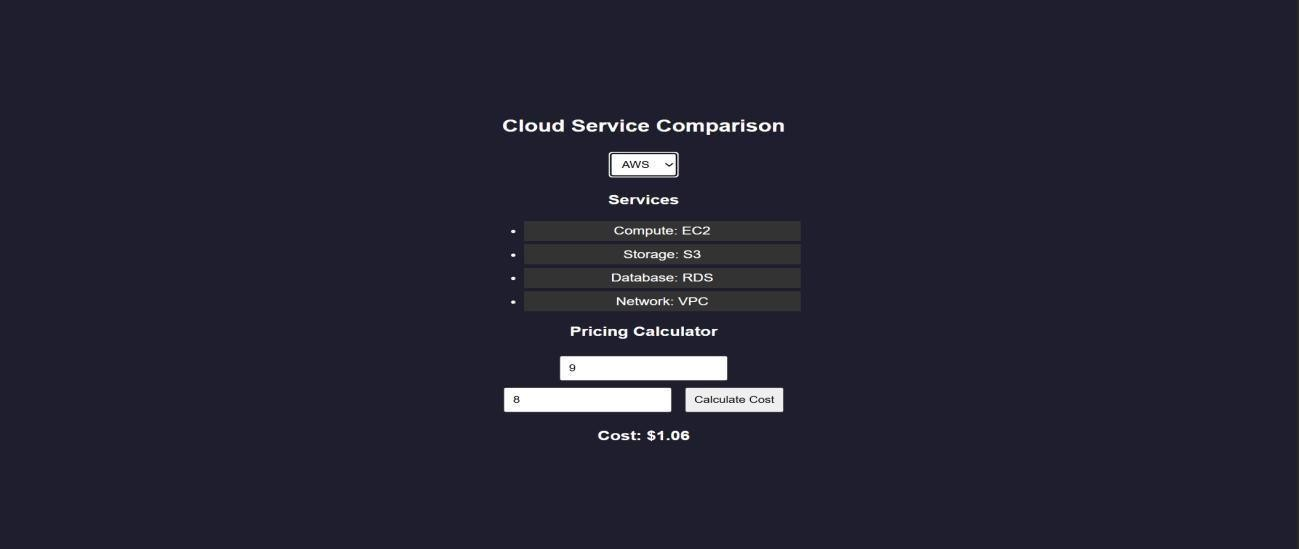 Cloud Service Comparison
AWS
Services
• Compute: EC2
• Storage: S3
• Database: RDS
• Network: VPC
Pricing Calculator
9
8 Calculate Cost
Cost: $1.06